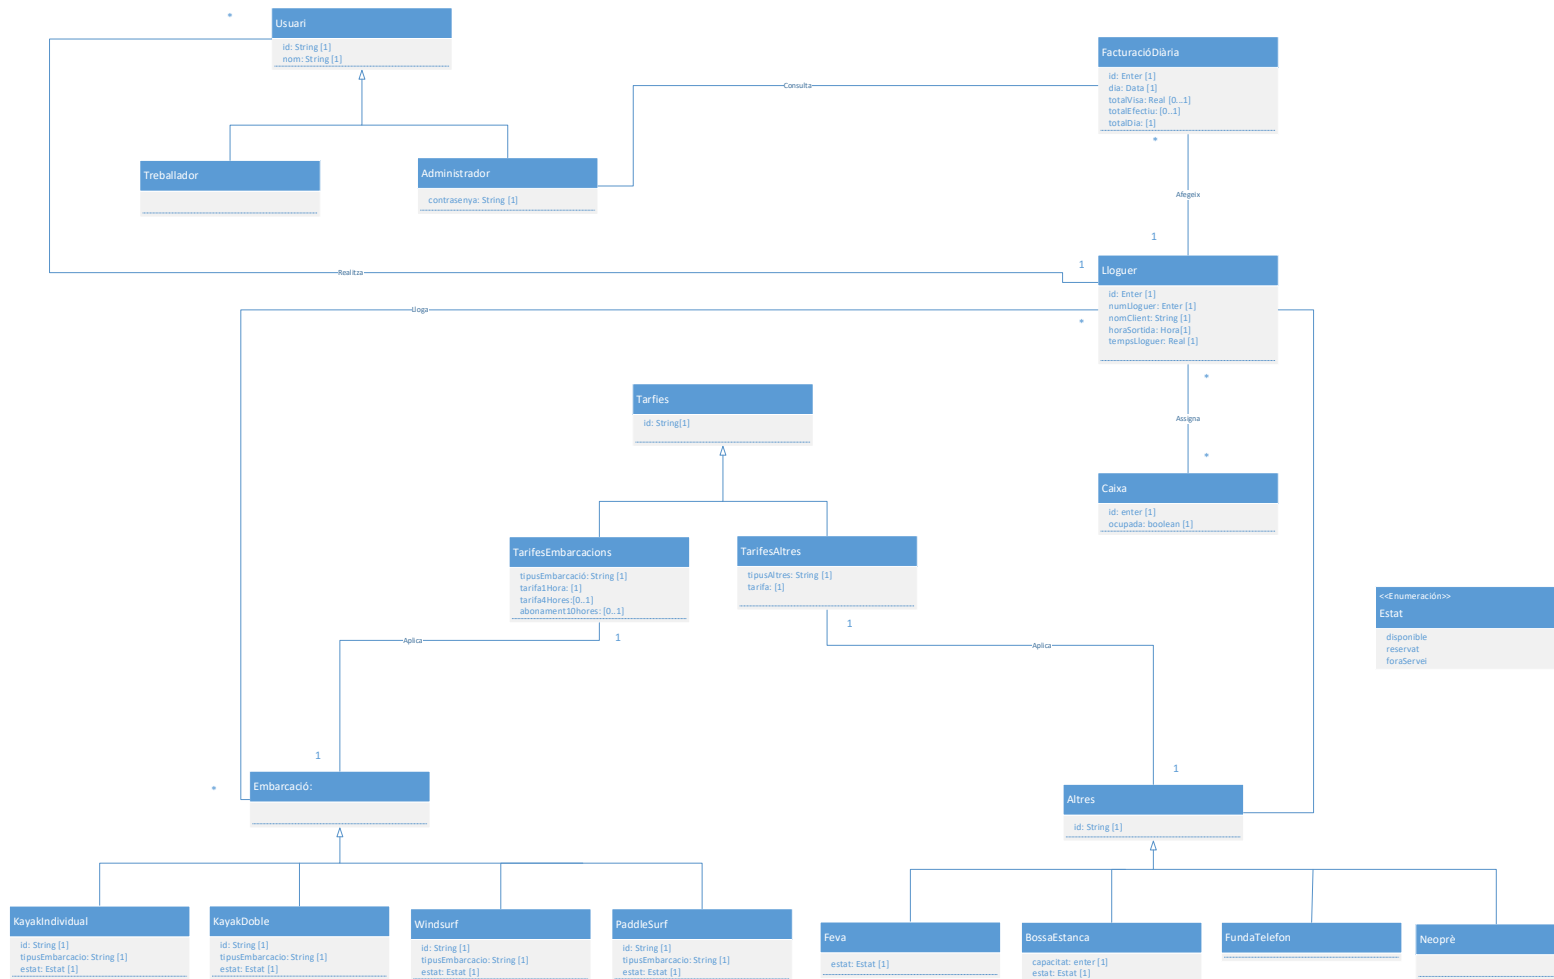 *
Usuari
id: String [1]
nom: String [1]
FacturacióDiària
id: Enter [1]
dia: Data [1]
totalVisa: Real [0...1]
totalEfectiu: [0..1]
totalDia: [1]
Consulta
*
Treballador
Administrador
contrasenya: String [1]
Afegeix
1
1
Lloguer
id: Enter [1]
numLloguer: Enter [1]
nomClient: String [1]
horaSortida: Hora[1]
tempsLloguer: Real [1]
Realitza
Lloga
*
*
Assigna
*
Caixa
id: enter [1]
ocupada: boolean [1]
Tarfies
id: String[1]
TarifesEmbarcacions
tipusEmbarcació: String [1]
tarifa1Hora: [1]
tarifa4Hores:[0..1]
abonament10hores: [0..1]
TarifesAltres
tipusAltres: String [1]
tarifa: [1]
<<Enumeración>>
Estat
disponible
reservat
foraServei
1
1
Aplica
Aplica
1
1
*
Embarcació:
Altres
id: String [1]
KayakIndividual
id: String [1]
tipusEmbarcacio: String [1]
estat: Estat [1]
KayakDoble
id: String [1]
tipusEmbarcacio: String [1]
estat: Estat [1]
Windsurf
id: String [1]
tipusEmbarcacio: String [1]
estat: Estat [1]
PaddleSurf
id: String [1]
tipusEmbarcacio: String [1]
estat: Estat [1]
Feva
estat: Estat [1]
BossaEstanca
capacitat: enter [1]
estat: Estat [1]
FundaTelefon
Neoprè